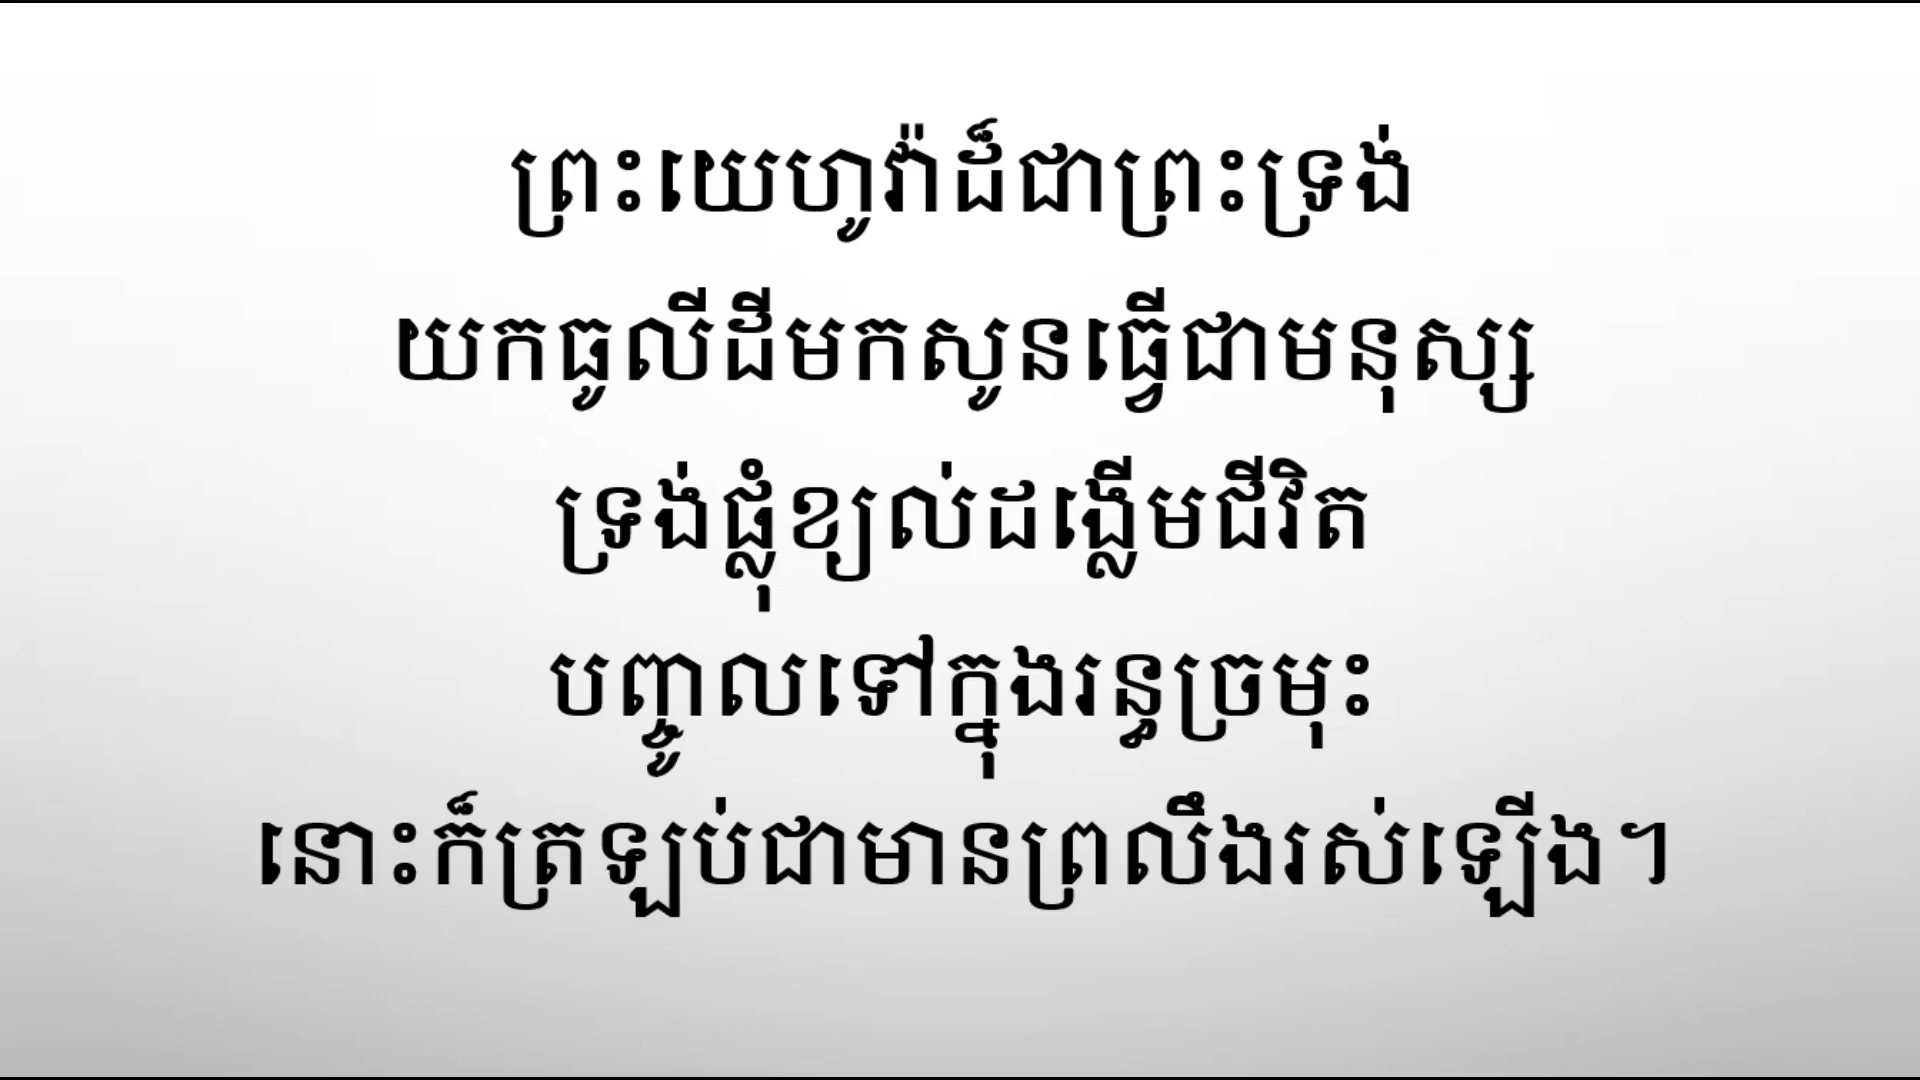 ព្រះយេហូវ៉ាដ៏ជាព្រះទ្រង់
យកធូលីដីមកសូនធ្វើជាមនុស្ស
ទ្រង់ផ្លុំខ្យល់ដង្ហើមជីវិត
បញ្ចូលទៅក្នុងរន្ធច្រមុះ
នោះក៏ត្រឡប់ជាមានព្រលឹងរស់ឡើង។